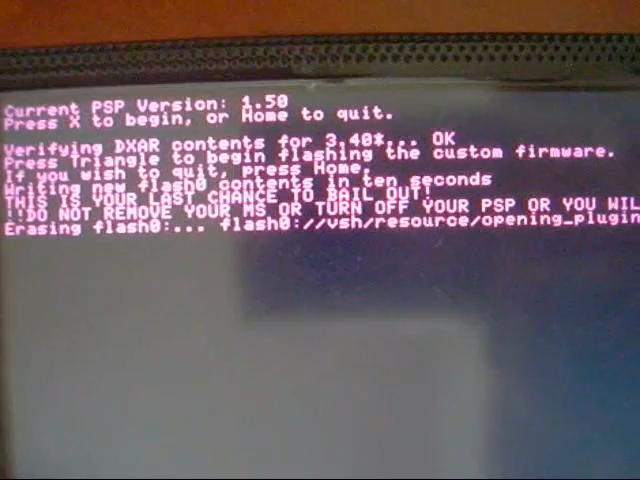 Current PSP Version: 1.50
Press X to begin, or Home to quit.
Verifying DXAR contents for 3.40*... OK
Press Triangle to begin flashing the custom firmware.
If you wish to quit, press Home.
Writing new flash0 contents in ten seconds
THIS IS YOUR LAST CHANCE TO BAIL OUT!
!!DO NOT REMOVE YOUR MS OR TURN OFF YOUR PSP OR YOU WIL
Erasing flash0:... flash0://vsh/resource/opening_plugin